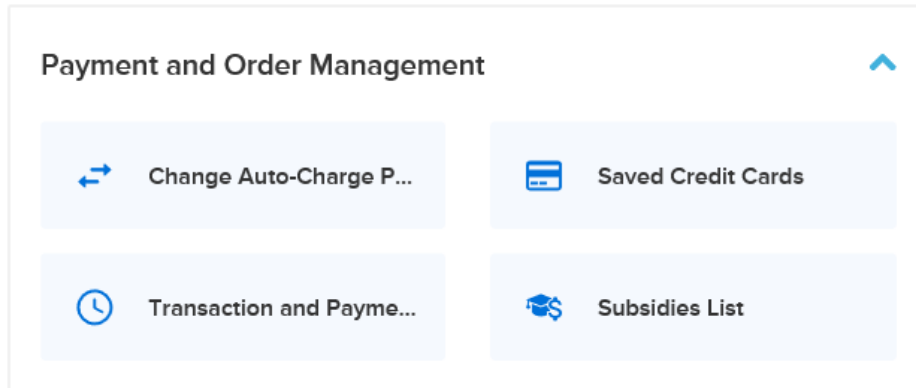 Payment and Order Management
Change Auto-Charge P...
Saved Credit Cards
Transaction and Payme...
Subsidies List